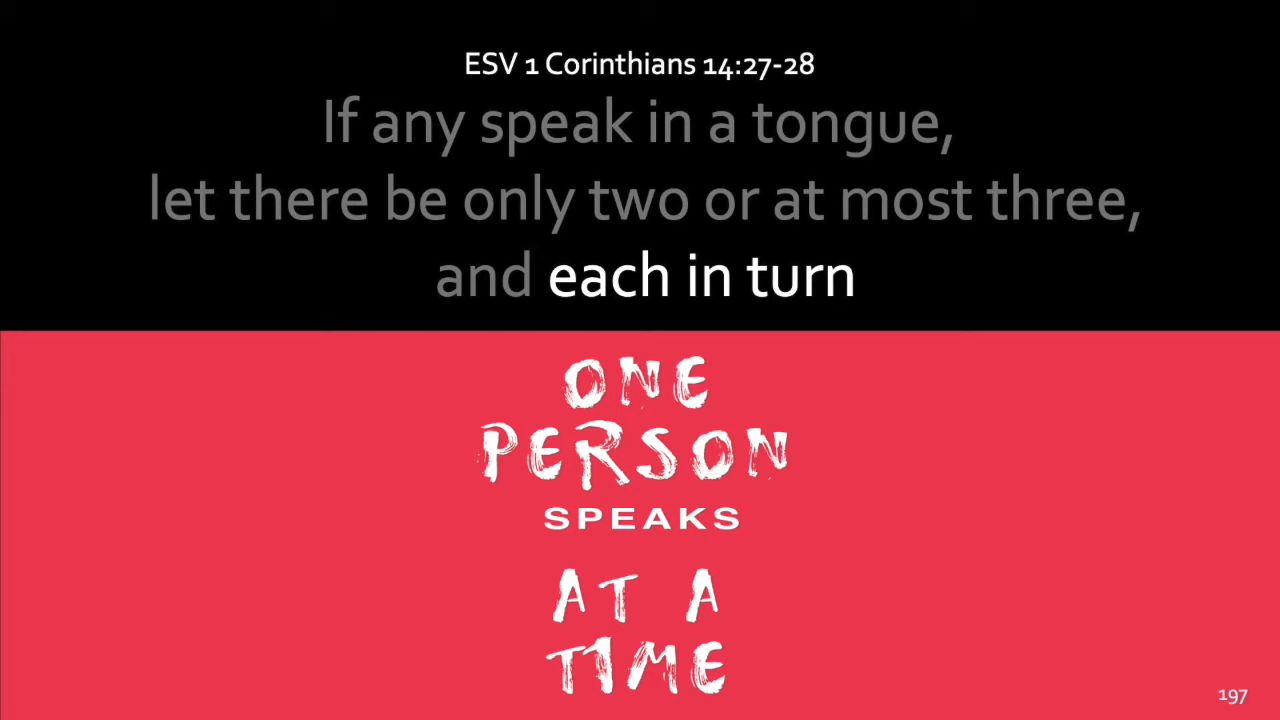 ESV 1 Corinthians 14:27-28
If any speak in a tongue,
let there be only two or at most three,
and each in turn
ONE
PERSON
SPEAKS
AT A
TIME
197